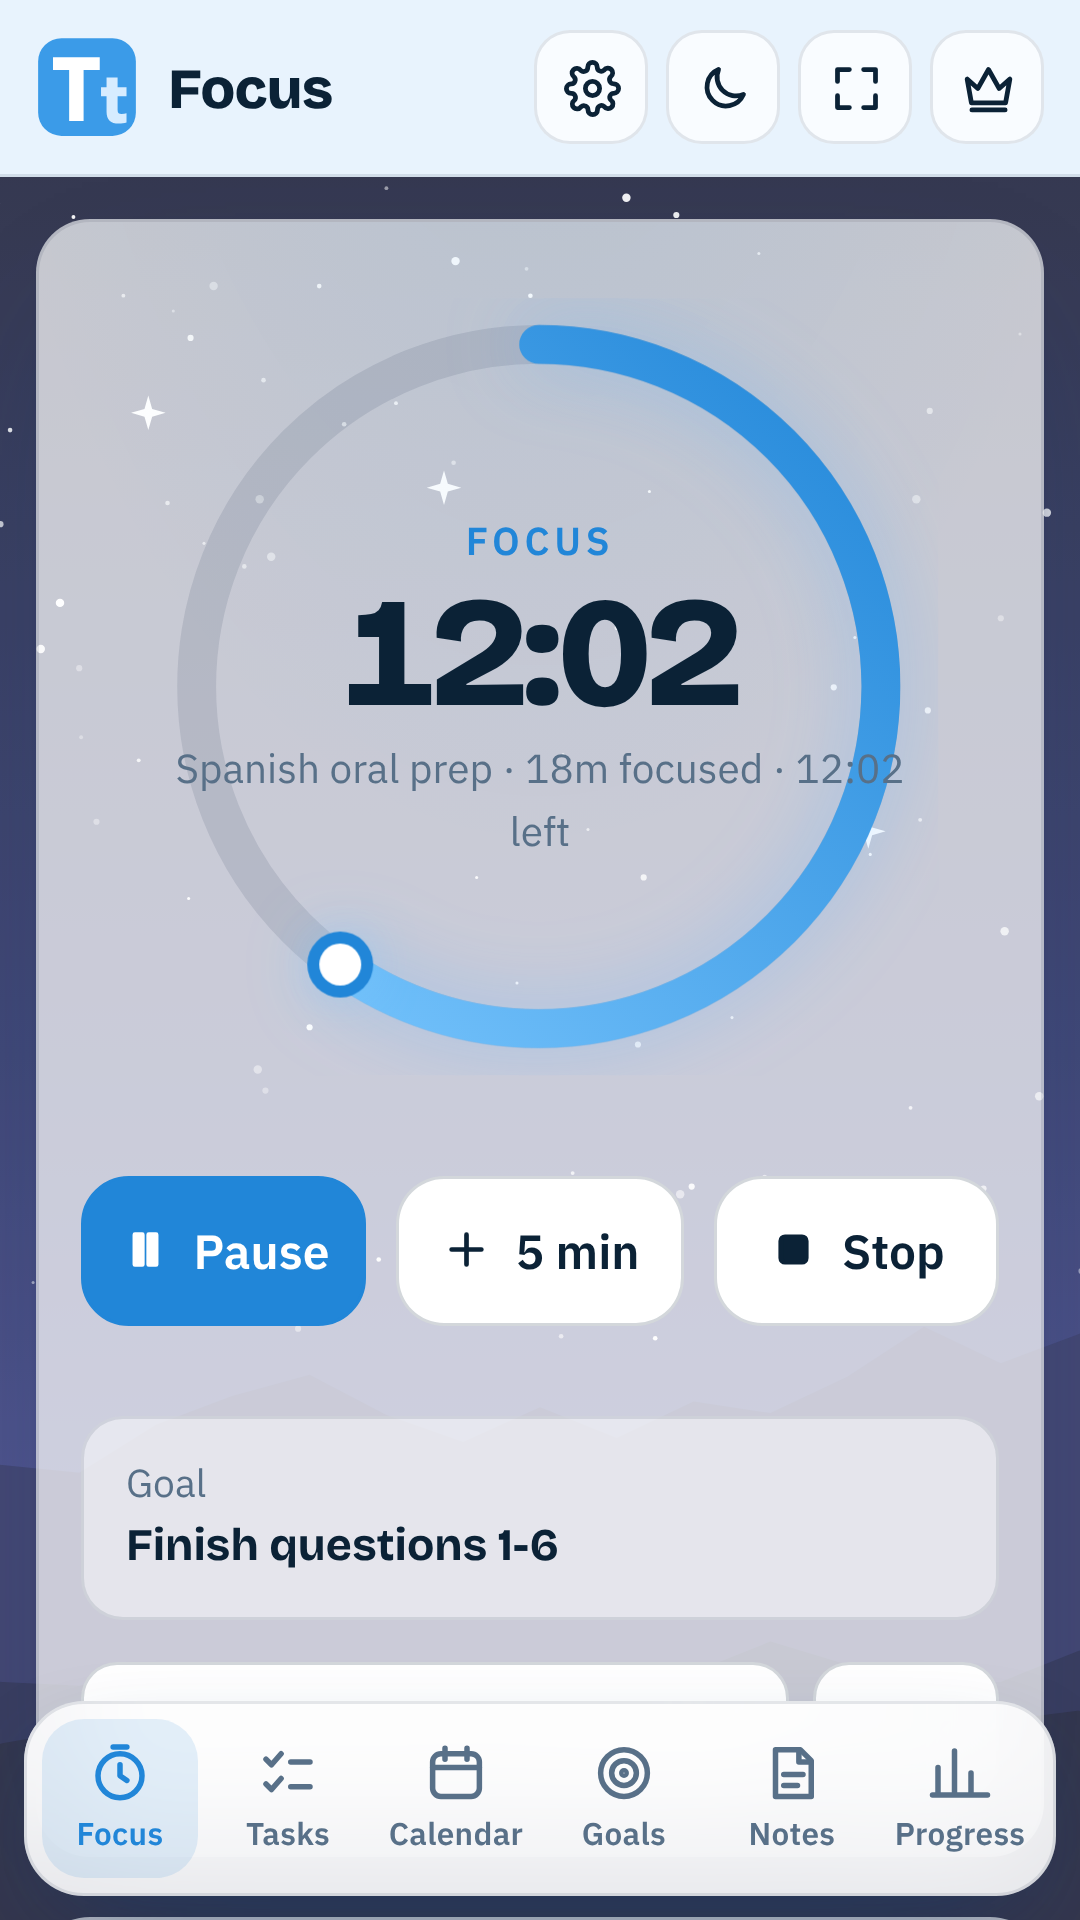 Tt
Focus
FOCUS
12:02
Spanish oral prep · 18m focused · 12:02
left
Pause
5 min
Stop
Goal
Finish questions 1-6
Focus
Tasks
Calendar
Goals
Notes
Progress